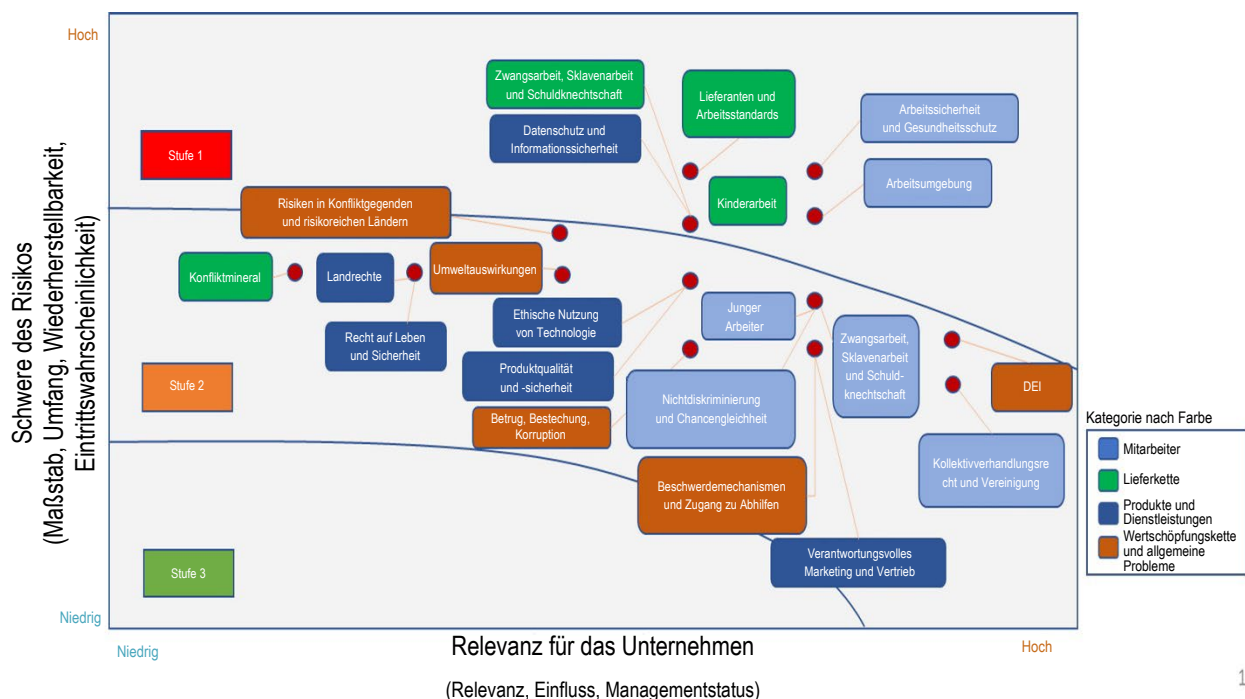 Hoch
Schwere des Risikos
(Maßstab, Umfang, Wiederherstellbarkeit,
Eintrittswahrscheinlichkeit)
Stufe 1
Stufe 2
Stufe 3
Zwangsarbeit, Sklavenarbeit
und Schuldknechtschaft
Datenschutz und
Informationssicherheit
Lieferanten und
Arbeitsstandards
Arbeitssicherheit
und Gesundheitsschutz
Kinderarbeit
Arbeitsumgebung
Risiken in Konfliktgegenden
und risikoreichen Ländern
Konfliktmineral
Landrechte
Umweltauswirkungen
Recht auf Leben
und Sicherheit
Ethische Nutzung
von Technologie
Junger
Arbeiter
Zwangsarbeit,
Sklavenarbeit
und Schuld-
knechtschaft
Produktqualität
und -sicherheit
Nichtdiskriminierung
und Chancengleichheit
DEI
Betrug, Bestechung,
Korruption
Kollektivverhandlungsre
cht und Vereinigung
Beschwerdemechanismen
und Zugang zu Abhilfen
Verantwortungsvolles
Marketing und Vertrieb
Kategorie nach Farbe
Mitarbeiter
Lieferkette
Produkte und
Dienstleistungen
Wertschöpfungskette
und allgemeine
Probleme
Niedrig
Niedrig
Relevanz für das Unternehmen
Hoch
(Relevanz, Einfluss, Managementstatus)
1